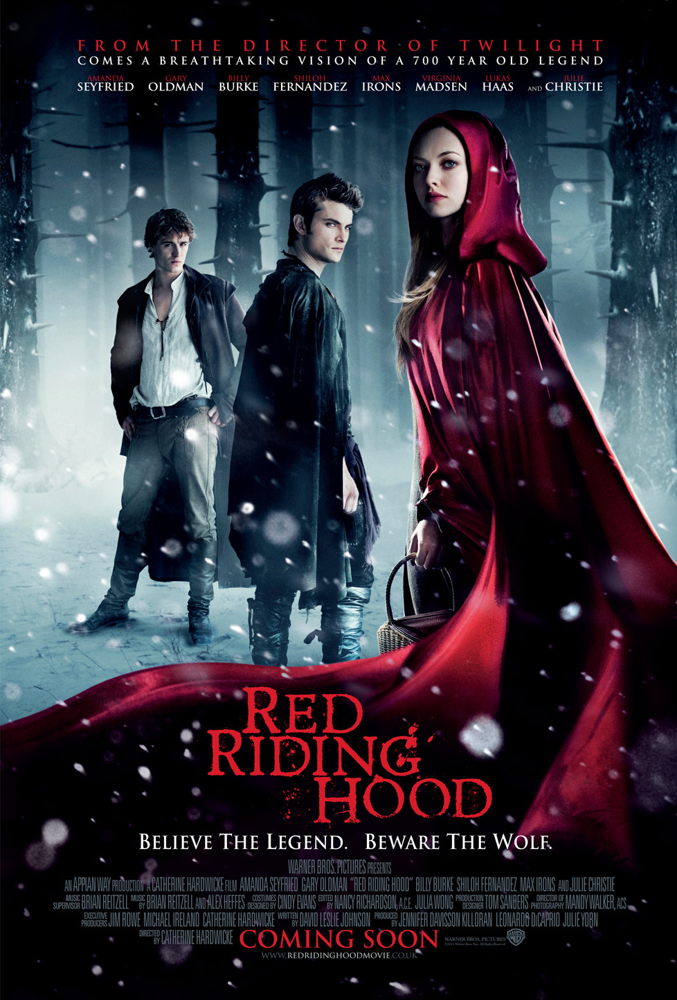 FROM THE DIRECTOR OF TWILIGHT
COMES A BREATHTAKING VISION OF A 700 YEAR OLD LEGEND
AMANDA SEYFRIED GARY OLDMAN BILLY BURKE SHILOH FERNANDEZ MAX IRONS VIRGINIA MADSEN LUKAS HAAS AND JULIE CHRISTIE
RED
RIDING
HOOD
BELIEVE THE LEGEND. BEWARE THE WOLF.
WARNER BROS. PICTURES PRESENTS
AN APPIAN WAY PRODUCTION A CATHERINE HARDWICKE FILM AMANDA SEYFRIED GARY OLDMAN "RED RIDING HOOD" BILLY BURKE SHILOH FERNANDEZ MAX IRONS AND JULIE CHRISTIE
MUSIC SUPERVISOR BRIAN REITZELL MUSIC BY BRIAN REITZELL AND ALEX HEFFES COSTUMES DESIGNED BY CINDY EVANS EDITED BY NANCY RICHARDSON, A.C.E. JULIA WONG PRODUCTION DESIGNER TOM SANDERS DIRECTOR OF PHOTOGRAPHY MANDY WALKER, ACS
EXECUTIVE PRODUCERS JIM ROWE MICHAEL IRELAND CATHERINE HARDWICKE WRITTEN BY DAVID LESLIE JOHNSON PRODUCED BY JENNIFER DAVISSON KILLORAN LEONARDO DiCAPRIO JULIE YORN
DIRECTED BY CATHERINE HARDWICKE COMING SOON WARNER BROS. PICTURES
©2011 Warner Bros. Ent. All Rights Reserved
WWW.REDRIDINGHOODMOVIE.CO.UK